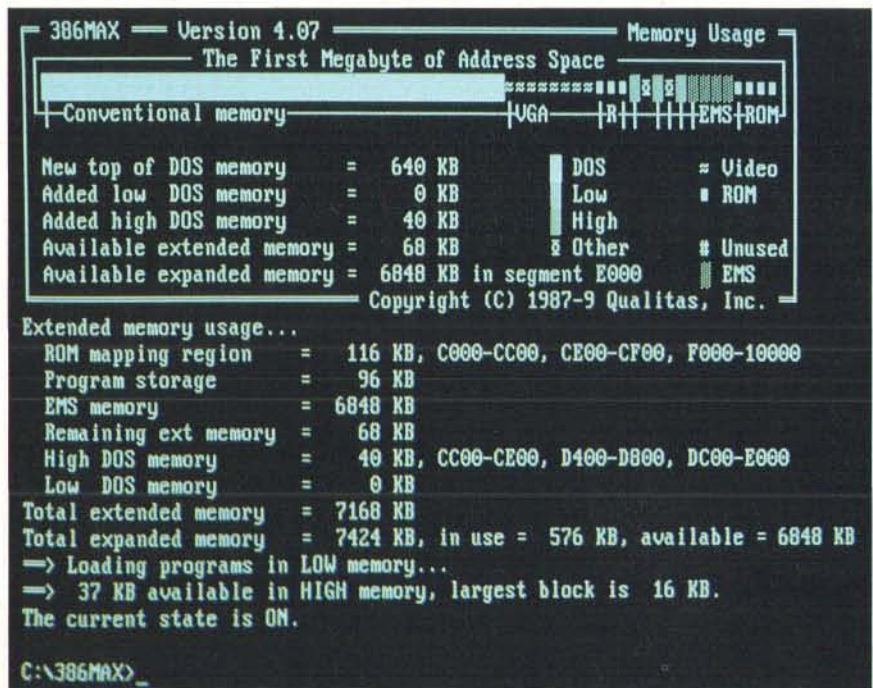 386MAX Version 4.07 Memory Usage
The First Megabyte of Address Space
Conventional memory VGA R EMS ROM
New top of DOS memory = 640 KB DOS ≈ Video
Added low DOS memory = 0 KB Low ▪ ROM
Added high DOS memory = 40 KB High
Available extended memory = 68 KB Other # Unused
Available expanded memory = 6848 KB in segment E000 EMS
Copyright (C) 1987-9 Qualitas, Inc.
Extended memory usage...
ROM mapping region = 116 KB, C000-CC00, CE00-CF00, F000-10000
Program storage = 96 KB
EMS memory = 6848 KB
Remaining ext memory = 68 KB
High DOS memory = 40 KB, CC00-CE00, D400-D800, DC00-E000
Low DOS memory = 0 KB
Total extended memory = 7168 KB
Total expanded memory = 7424 KB, in use = 576 KB, available = 6848 KB
══> Loading programs in LOW memory...
══> 37 KB available in HIGH memory, largest block is 16 KB.
The current state is ON.
C:\386MAX>_